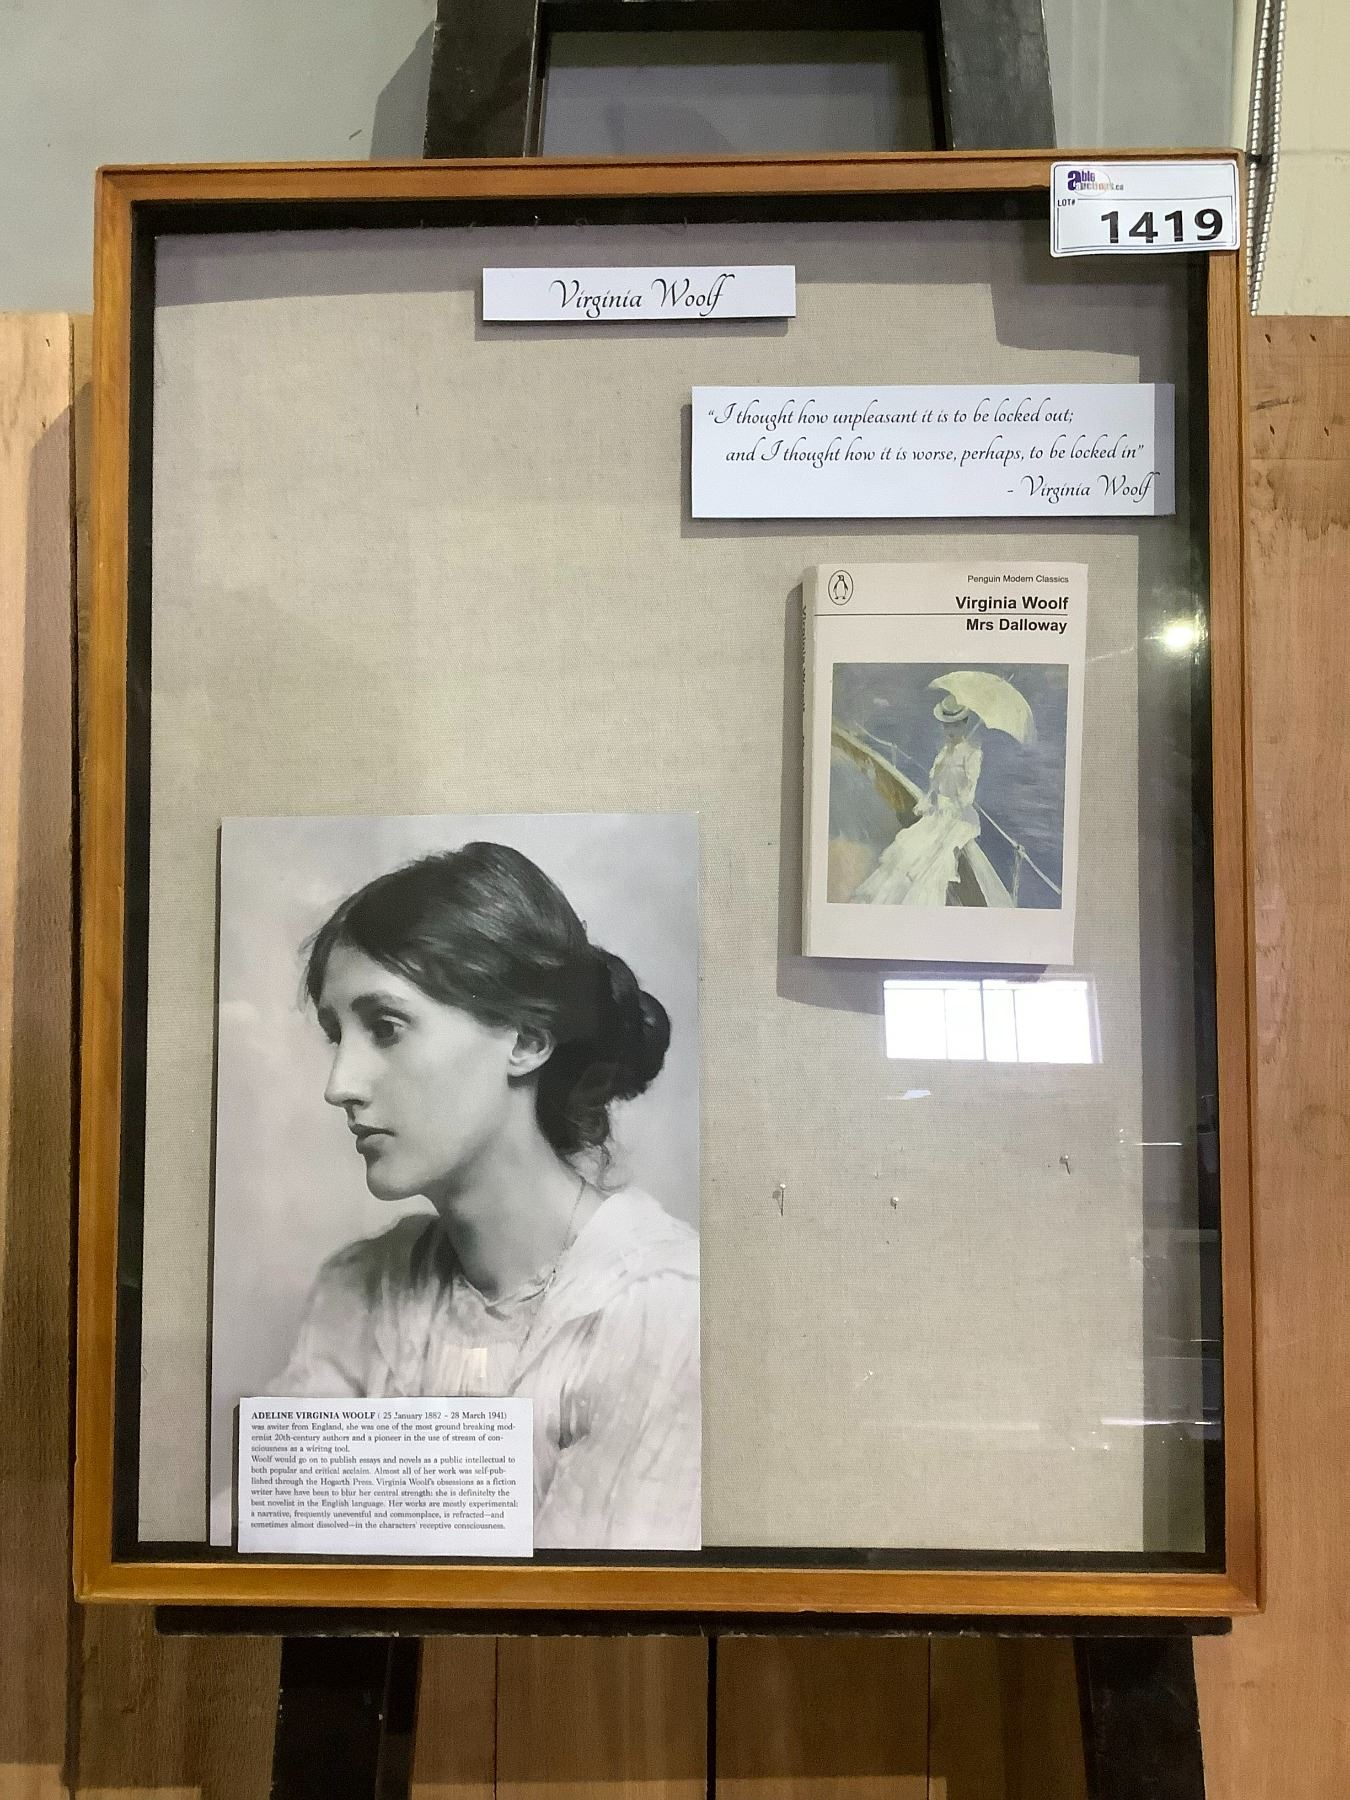 able
auctions.ca
LOT#
1419
Virginia Woolf
“I thought how unpleasant it is to be locked out;
and I thought how it is worse, perhaps, to be locked in”
- Virginia Woolf
Penguin Modern Classics
Virginia Woolf
Mrs Dalloway
ADELINE VIRGINIA WOOLF ( 25 January 1882 – 28 March 1941)
was awiter from England, she was one of the most ground breaking mod-
ernist 20th-century authors and a pioneer in the use of stream of con-
sciousness as a wiritng tool.
Woolf would go on to publish essays and novels as a public intellectual to
both popular and critical acclaim. Almost all of her work was self-pub-
lished through the Hogarth Press. Virginia Woolf's obsessions as a fiction
writer have have been to blur her central strength: she is definitelty the
best novelist in the English language. Her works are mostly experimental:
a narrative, frequently uneventful and commonplace, is refracted—and
sometimes almost dissolved—in the characters' receptive consciousness.